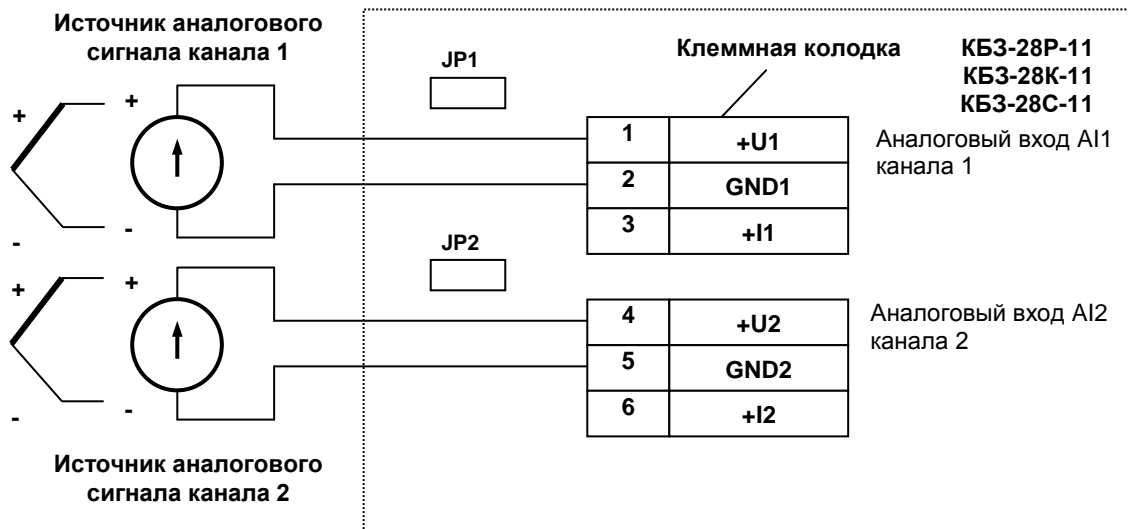 Источник аналогового
сигнала канала 1
JP1
Клеммная колодка
КБЗ-28Р-11
КБЗ-28К-11
КБЗ-28С-11
+ +
- -
1 +U1
2 GND1
3 +I1
Аналоговый вход AI1
канала 1
JP2
+ +
- -
4 +U2
5 GND2
6 +I2
Аналоговый вход AI2
канала 2
Источник аналогового
сигнала канала 2